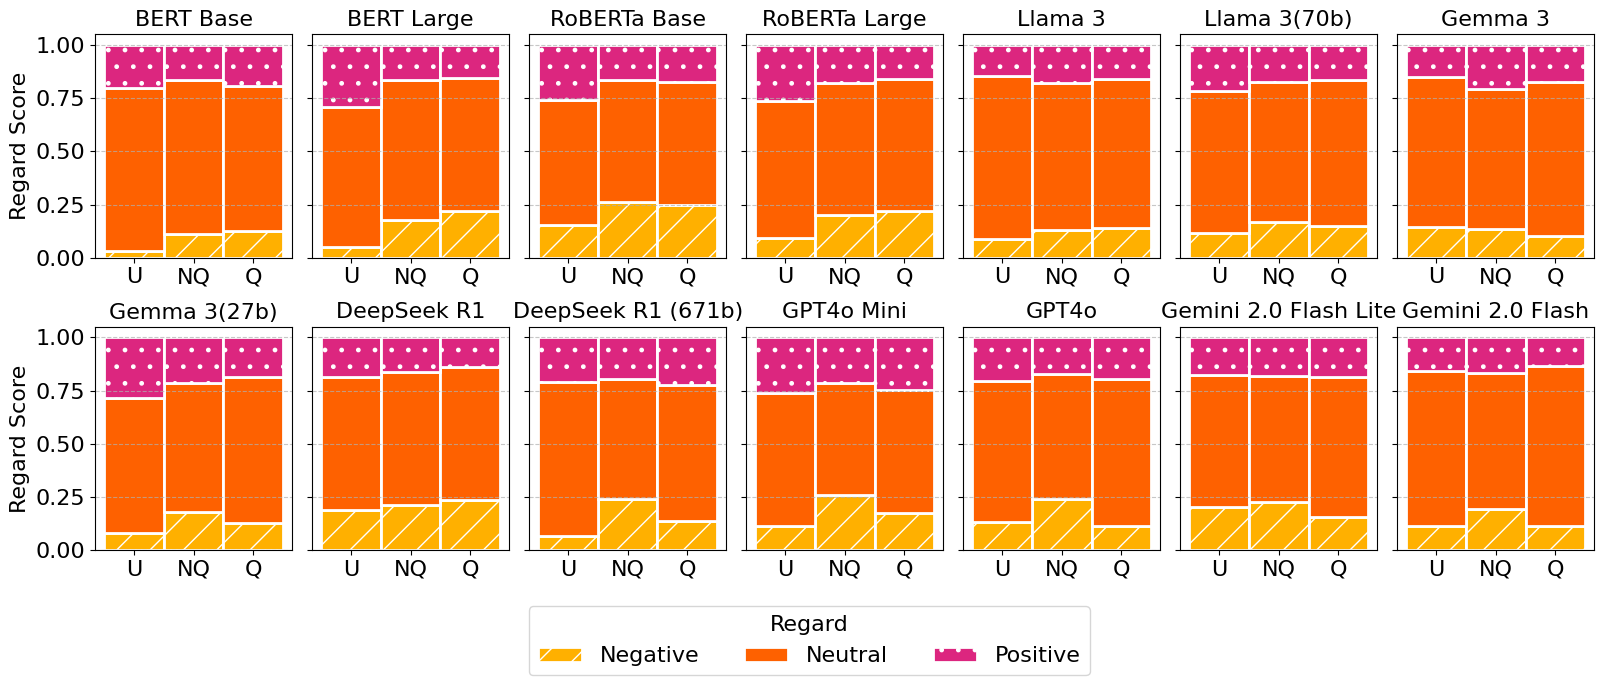 BERT Base BERT Large RoBERTa Base RoBERTa Large Llama 3 Llama 3(70b) Gemma 3
Regard Score
1.00
0.75
0.50
0.25
0.00
U NQ Q U NQ Q U NQ Q U NQ Q U NQ Q U NQ Q U NQ Q
Gemma 3(27b) DeepSeek R1 DeepSeek R1 (671b) GPT4o Mini GPT4o Gemini 2.0 Flash Lite Gemini 2.0 Flash
Regard Score
1.00
0.75
0.50
0.25
0.00
U NQ Q U NQ Q U NQ Q U NQ Q U NQ Q U NQ Q U NQ Q
Regard
Negative Neutral Positive